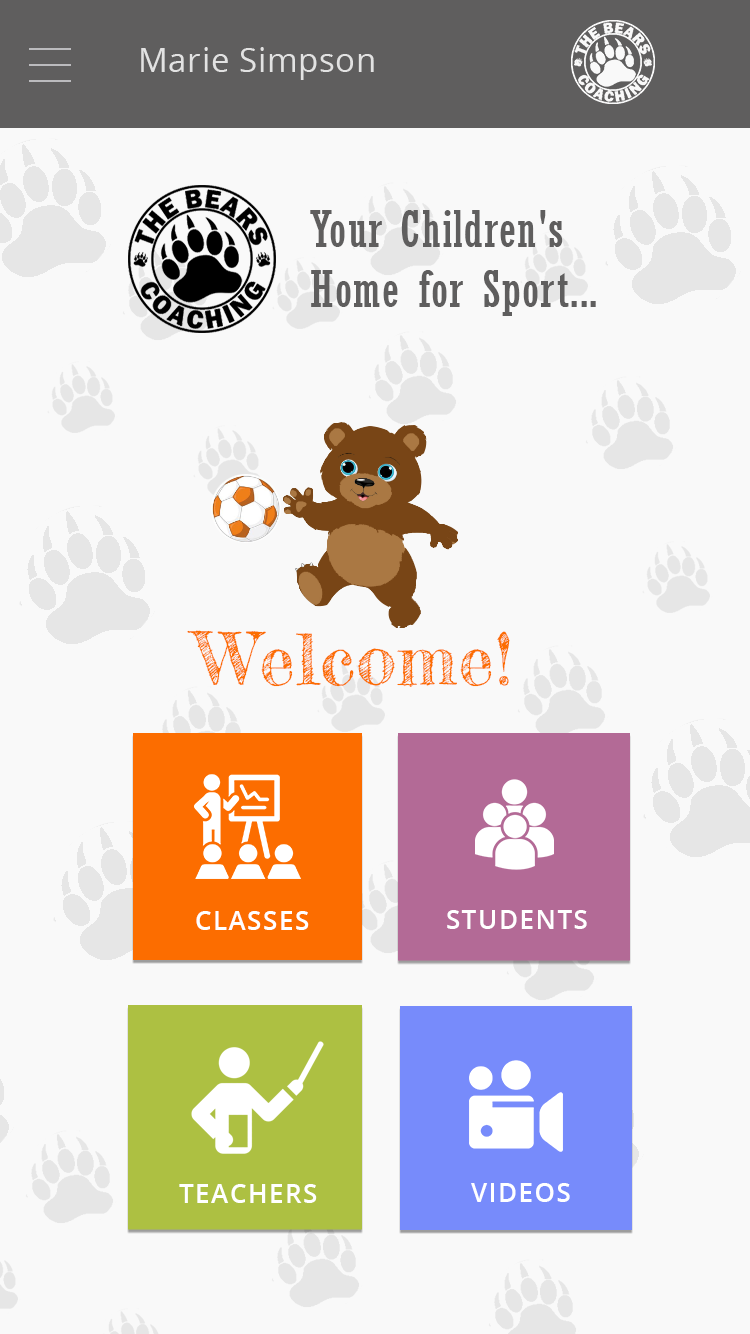 Marie Simpson
THE BEARS
COACHING
THE BEARS
COACHING
Your Children's
Home for Sport...
Welcome!
CLASSES
STUDENTS
TEACHERS
VIDEOS